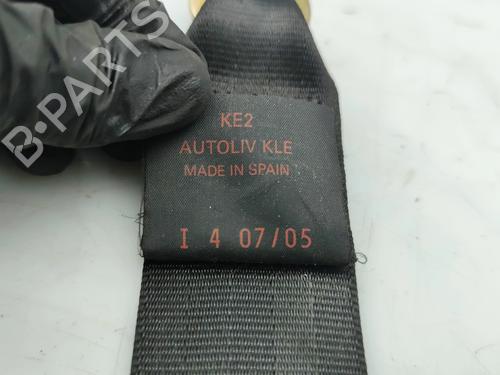 KE2
AUTOLIV KLE
MADE IN SPAIN
I 4 07/05
B-PARTS